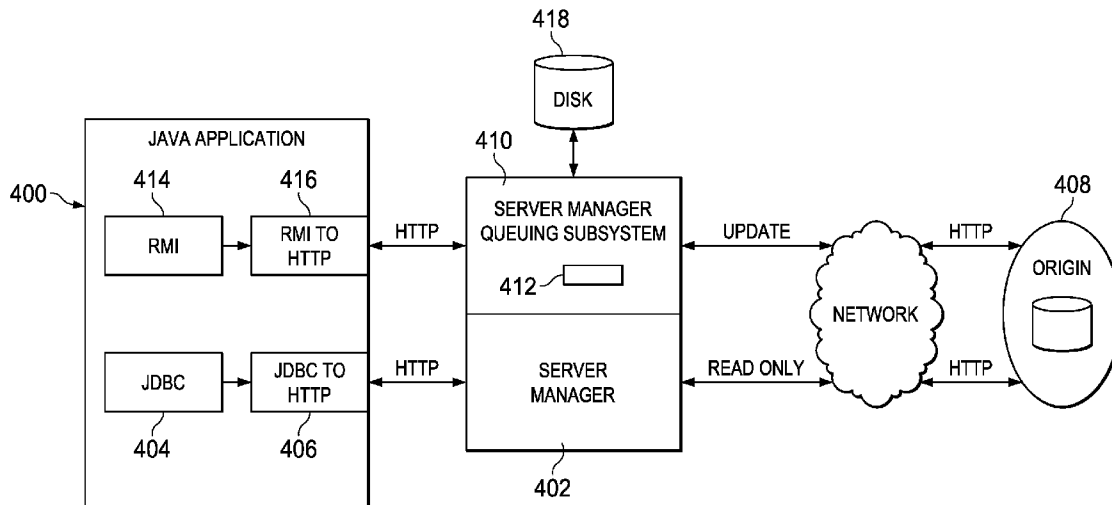 418
DISK
JAVA APPLICATION
410
408
400
414
416
SERVER MANAGER
QUEUING SUBSYSTEM
RMI
RMI TO
HTTP
HTTP
UPDATE
HTTP
ORIGIN
412
NETWORK
JDBC
JDBC TO
HTTP
HTTP
SERVER
MANAGER
READ ONLY
HTTP
404
406
402